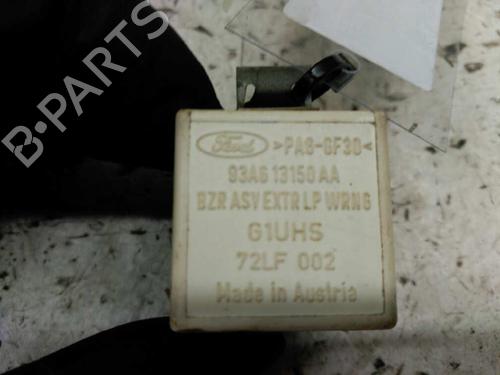 Ford >PA6-GF30<
93AG 13150 AA
BZR ASV EXTR LP WRNG
G1UHS
72LF 002
Made in Austria
B-PARTS